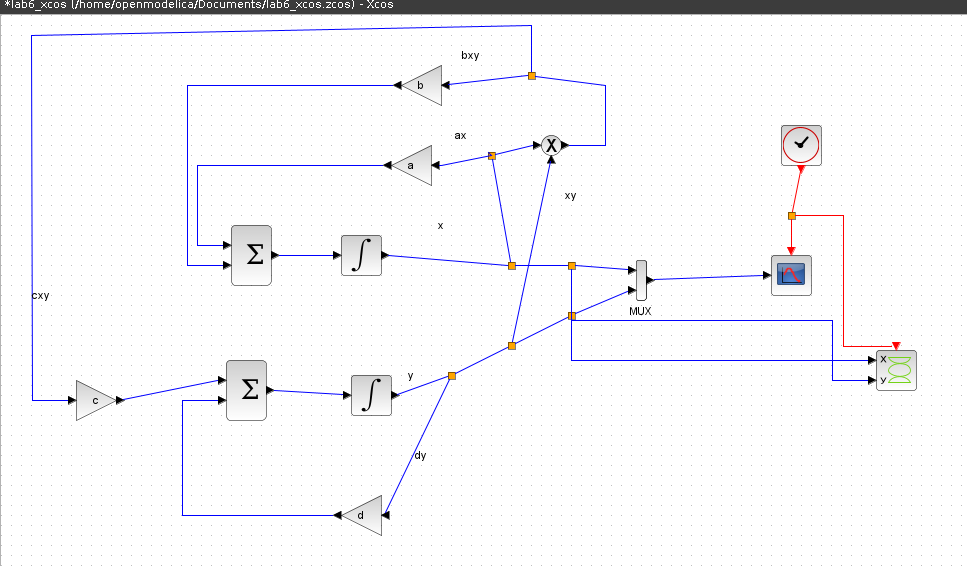 *lab6_xcos (/home/openmodelica/Documents/lab6_xcos.zcos) - Xcos
bxy
b
ax
a
X
xy
x
Σ
∫
cxy
MUX
X
y
y
c
Σ
∫
dy
d